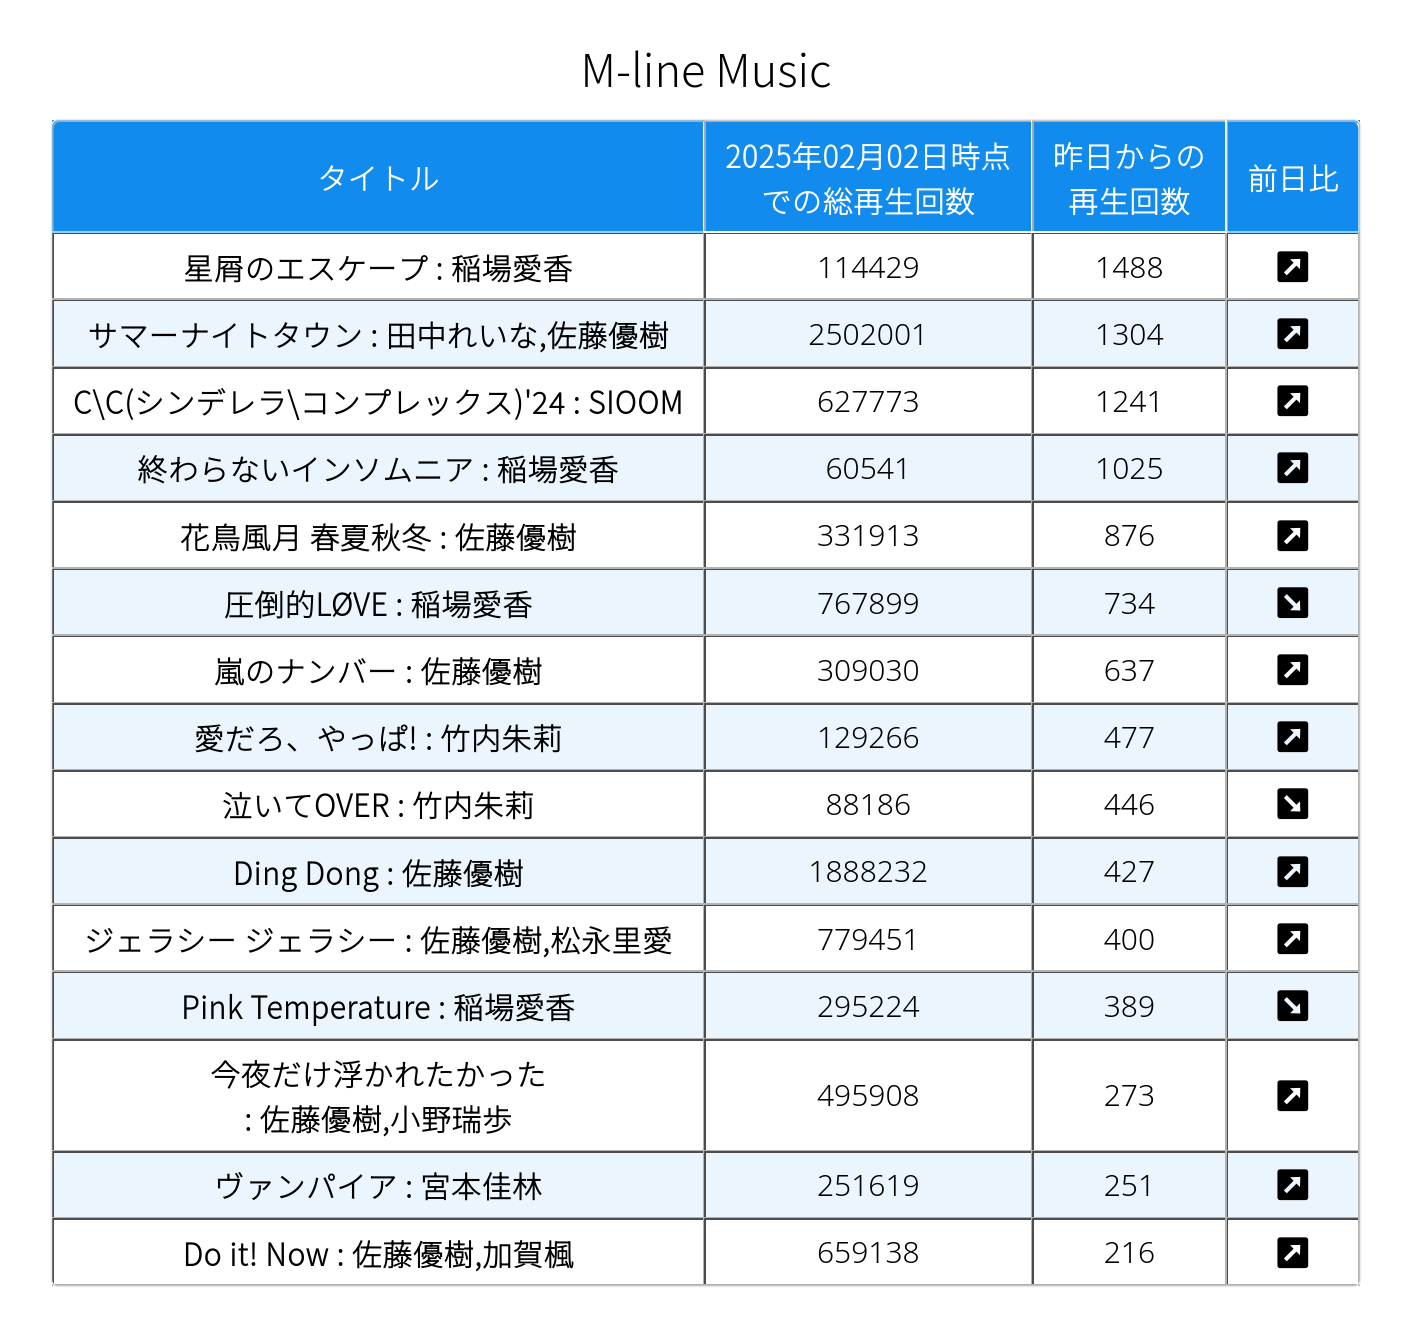 M-line Music
タイトル
2025年02月02日時点
での総再生回数
昨日からの
再生回数
前日比
星屑のエスケープ : 稲場愛香
114429
1488
サマーナイトタウン : 田中れいな,佐藤優樹
2502001
1304
C\C(シンデレラ\コンプレックス)'24 : SIOOM
627773
1241
終わらないインソムニア : 稲場愛香
60541
1025
花鳥風月 春夏秋冬 : 佐藤優樹
331913
876
圧倒的LØVE : 稲場愛香
767899
734
嵐のナンバー : 佐藤優樹
309030
637
愛だろ、やっぱ! : 竹内朱莉
129266
477
泣いてOVER : 竹内朱莉
88186
446
Ding Dong : 佐藤優樹
1888232
427
ジェラシー ジェラシー : 佐藤優樹,松永里愛
779451
400
Pink Temperature : 稲場愛香
295224
389
今夜だけ浮かれたかった
: 佐藤優樹,小野瑞歩
495908
273
ヴァンパイア : 宮本佳林
251619
251
Do it! Now : 佐藤優樹,加賀楓
659138
216